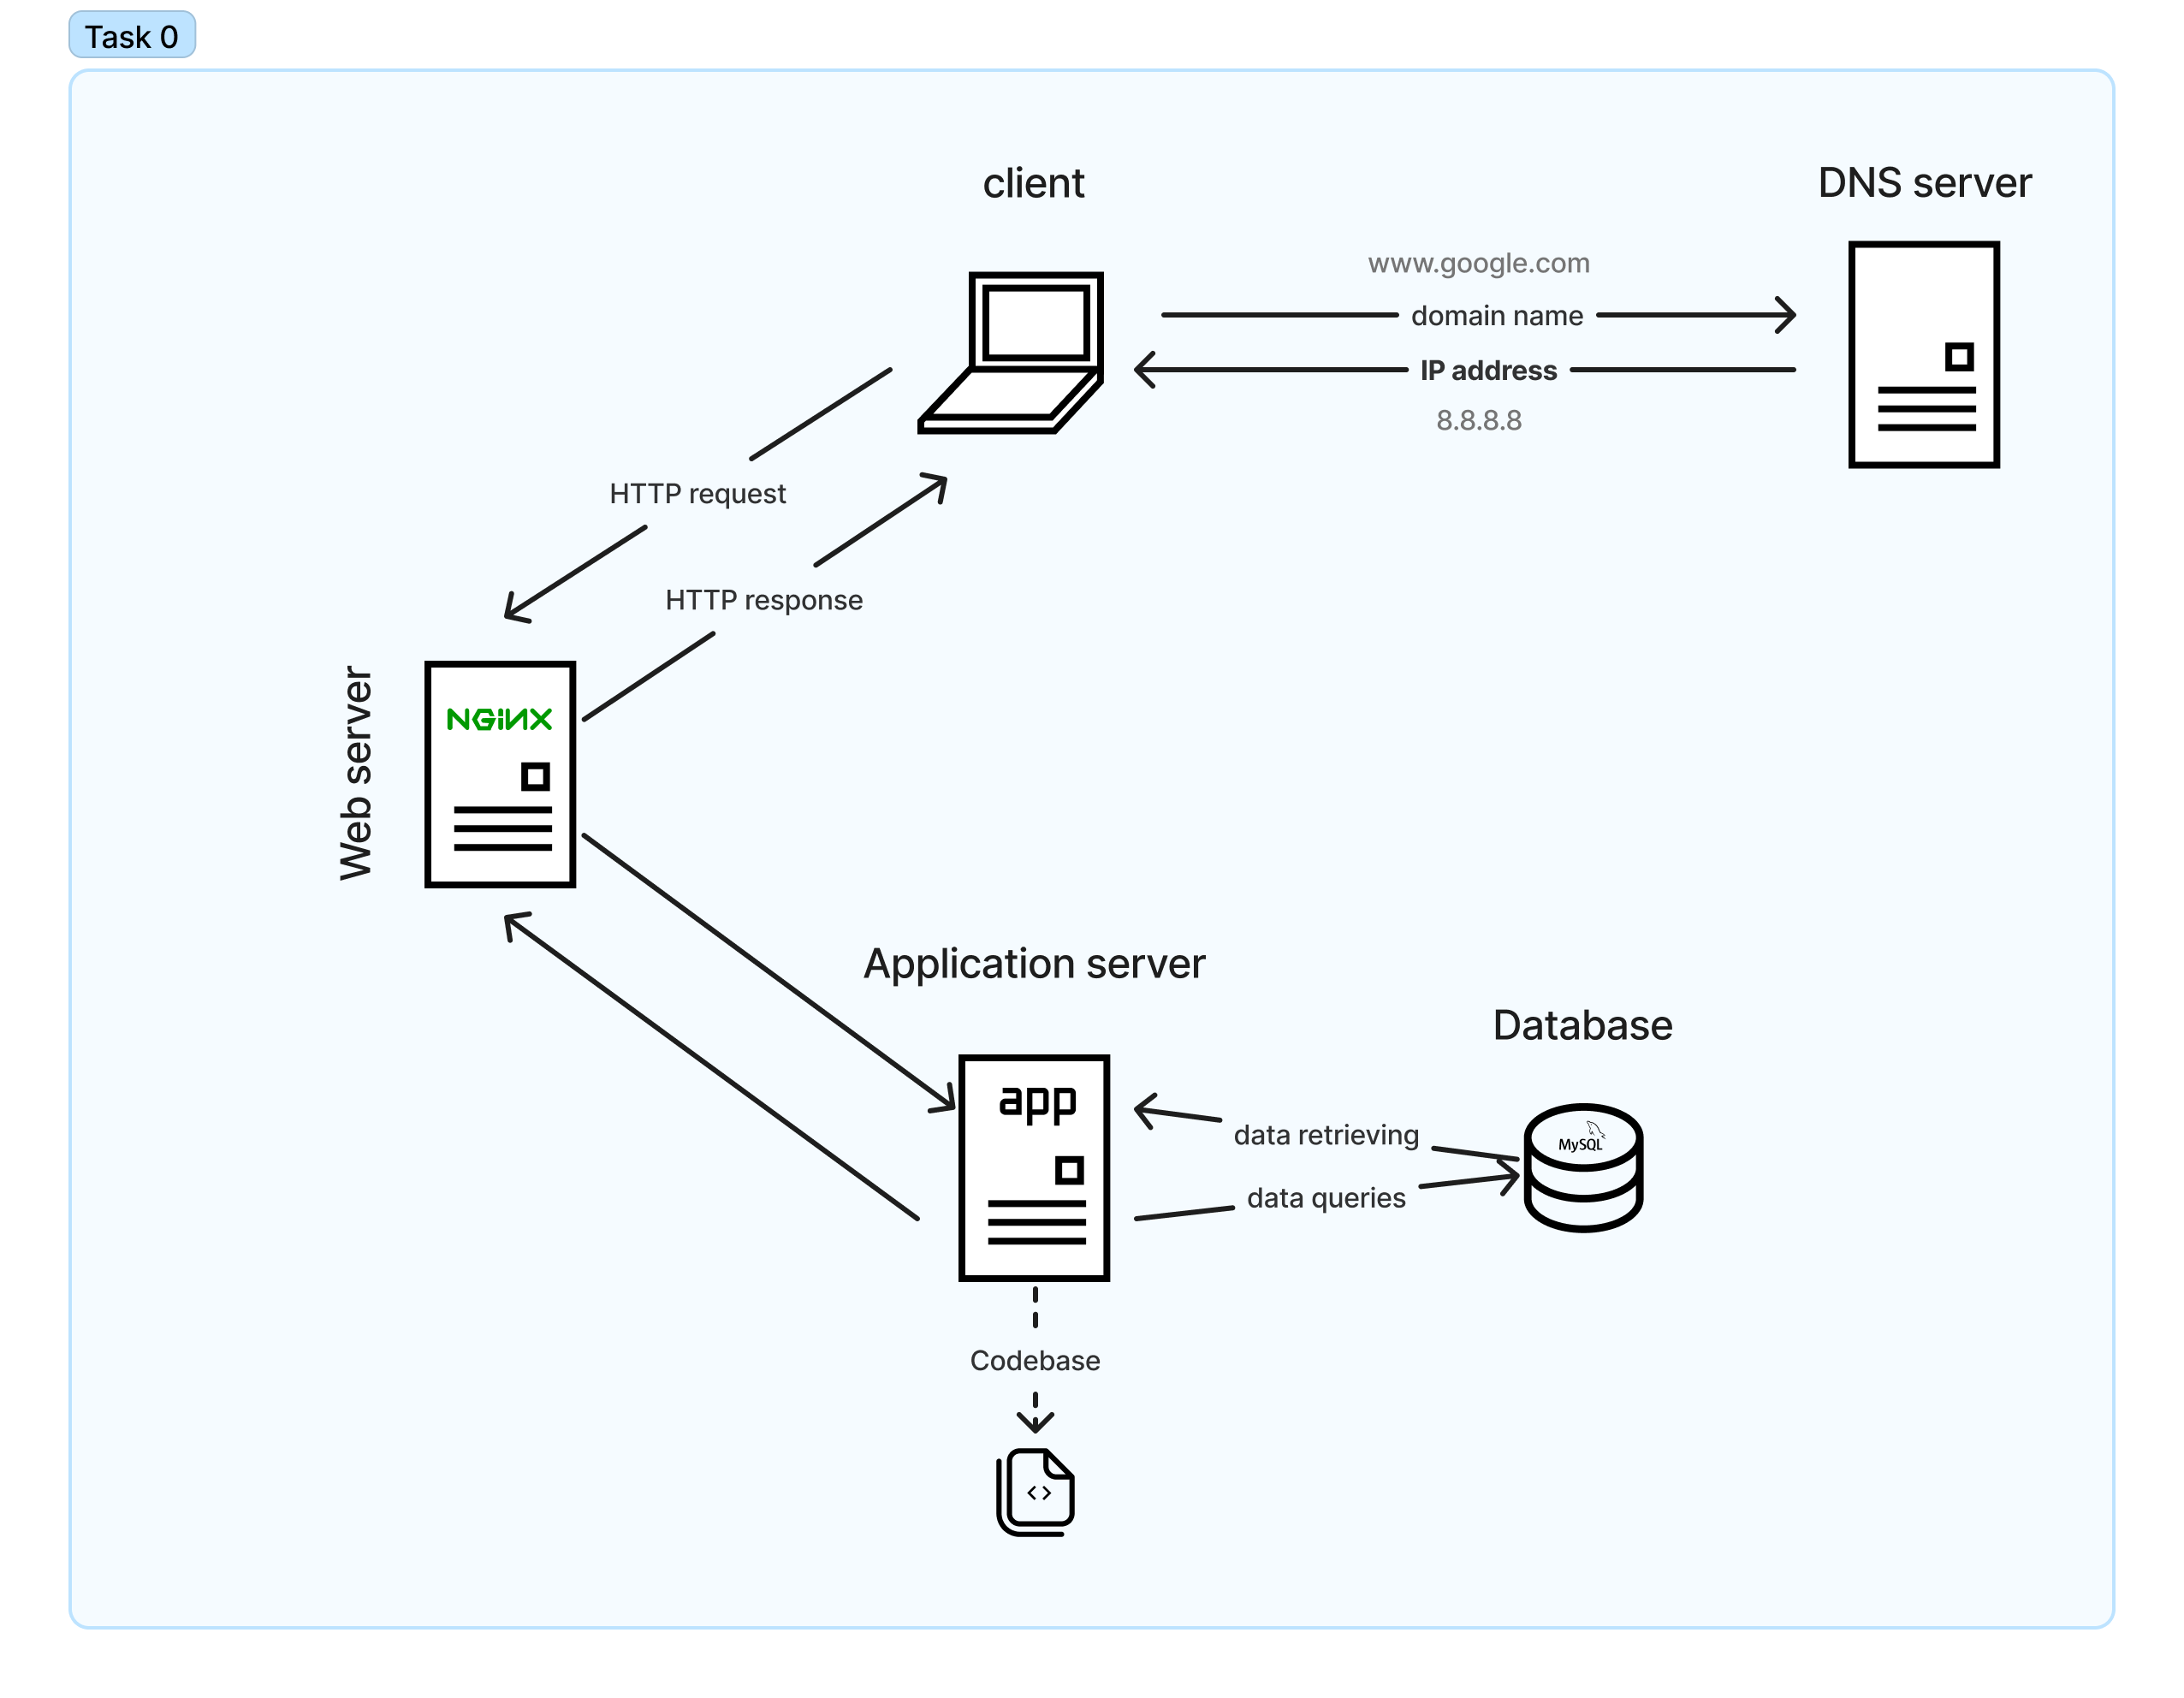 Task 0
client
DNS server
www.google.com
domain name
IP address
8.8.8.8
HTTP request
HTTP response
Web server
NGINX
Application server
Database
app
data retrieving
MySQL
data queries
Codebase
<>